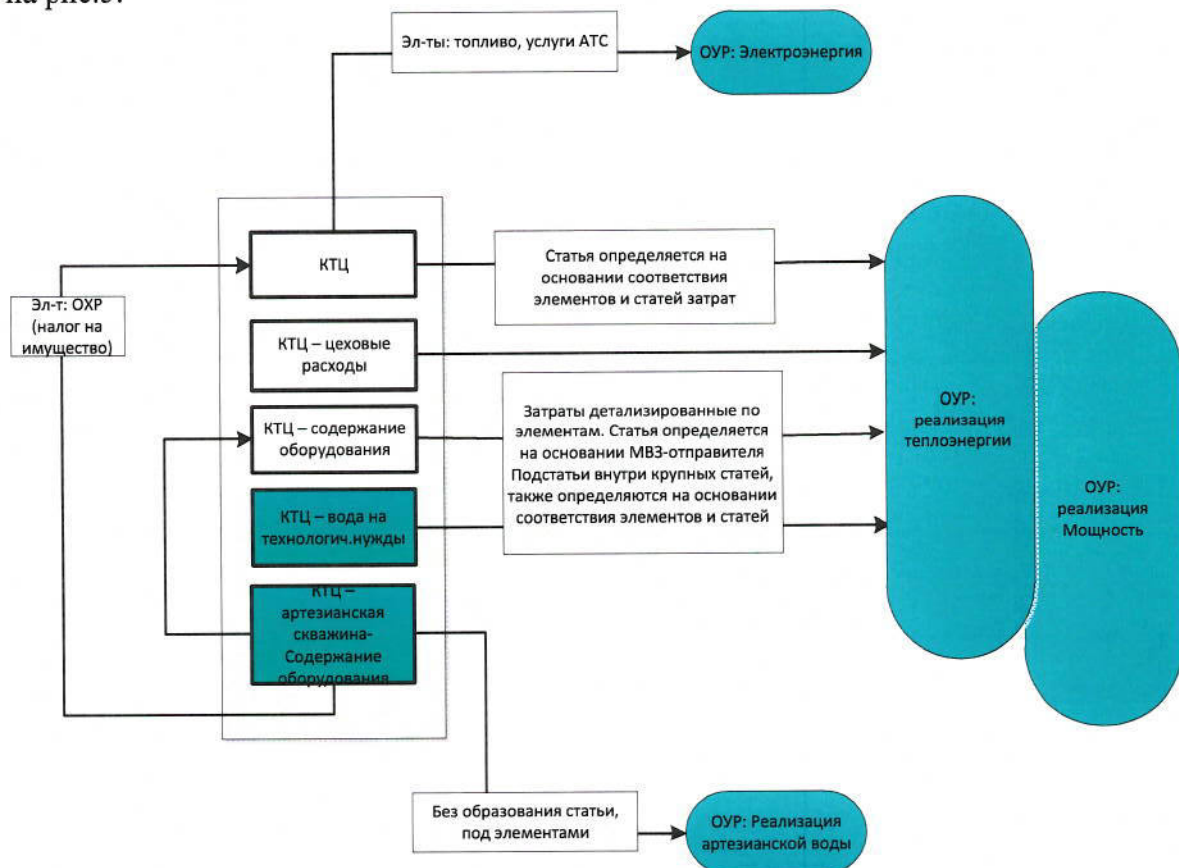 на рис.3.
Эл-ты: топливо, услуги АТС
ОУР: Электроэнергия
КТЦ
Статья определяется на
основании соответствия
элементов и статей затрат
Эл-т: ОХР
(налог на
имущество)
КТЦ – цеховые
расходы
КТЦ – содержание
оборудования
Затраты детализированные по
элементам. Статья определяется
на основании МВЗ-отправителя
Подстатьи внутри крупных статей,
также определяются на основании
соответствия элементов и статей
ОУР:
реализация
теплоэнергии
ОУР:
реализация
Мощность
КТЦ – вода на
технологич.нужды
КТЦ –
артезианская
скважина-
Содержание
оборудования
Без образования статьи,
под элементами
ОУР: Реализация
артезианской воды